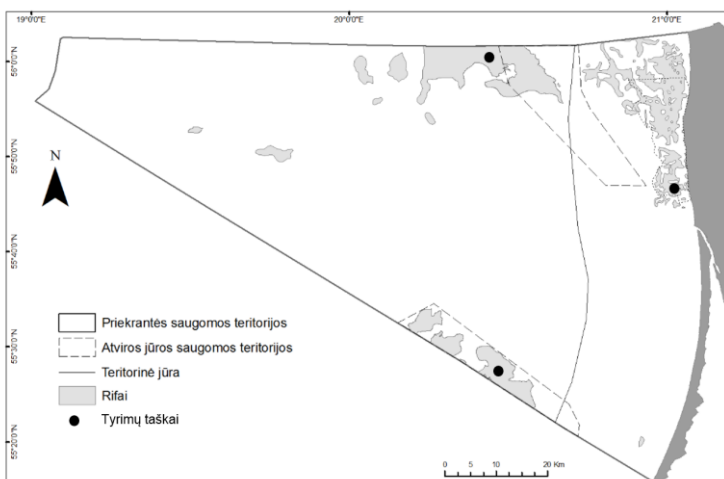 19°0'0"E 20°0'0"E 21°0'0"E
56°0'0"N
55°50'0"N
55°40'0"N
55°30'0"N
55°20'0"N
N
Priekrantės saugomos teritorijos
Atviros jūros saugomos teritorijos
Teritorinė jūra
Rifai
Tyrimų taškai
0 5 10 20 Km